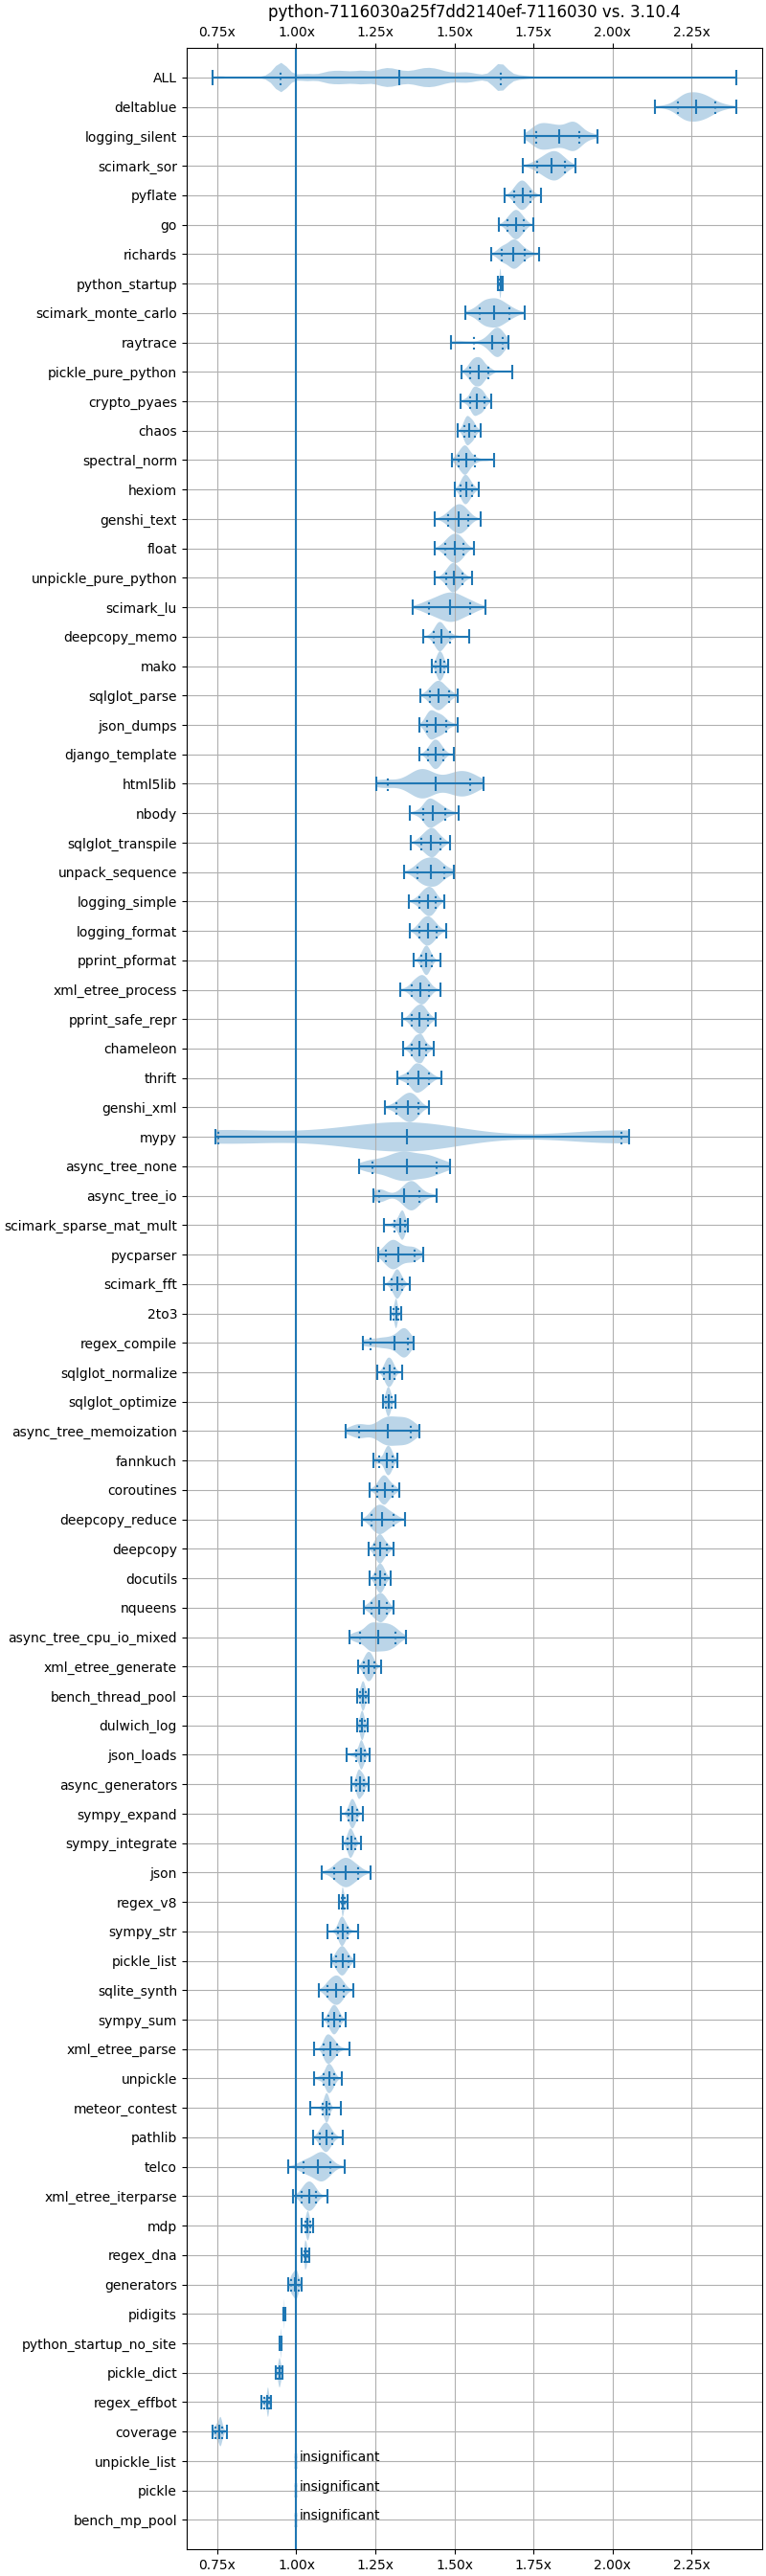 python-7116030a25f7dd2140ef-7116030 vs. 3.10.4
0.75x 1.00x 1.25x 1.50x 1.75x 2.00x 2.25x
ALL
deltablue
logging_silent
scimark_sor
pyflate
go
richards
python_startup
scimark_monte_carlo
raytrace
pickle_pure_python
crypto_pyaes
chaos
spectral_norm
hexiom
genshi_text
float
unpickle_pure_python
scimark_lu
deepcopy_memo
mako
sqlglot_parse
json_dumps
django_template
html5lib
nbody
sqlglot_transpile
unpack_sequence
logging_simple
logging_format
pprint_pformat
xml_etree_process
pprint_safe_repr
chameleon
thrift
genshi_xml
mypy
async_tree_none
async_tree_io
scimark_sparse_mat_mult
pycparser
scimark_fft
2to3
regex_compile
sqlglot_normalize
sqlglot_optimize
async_tree_memoization
fannkuch
coroutines
deepcopy_reduce
deepcopy
docutils
nqueens
async_tree_cpu_io_mixed
xml_etree_generate
bench_thread_pool
dulwich_log
json_loads
async_generators
sympy_expand
sympy_integrate
json
regex_v8
sympy_str
pickle_list
sqlite_synth
sympy_sum
xml_etree_parse
unpickle
meteor_contest
pathlib
telco
xml_etree_iterparse
mdp
regex_dna
generators
pidigits
python_startup_no_site
pickle_dict
regex_effbot
coverage
unpickle_list insignificant
pickle insignificant
bench_mp_pool insignificant
0.75x 1.00x 1.25x 1.50x 1.75x 2.00x 2.25x